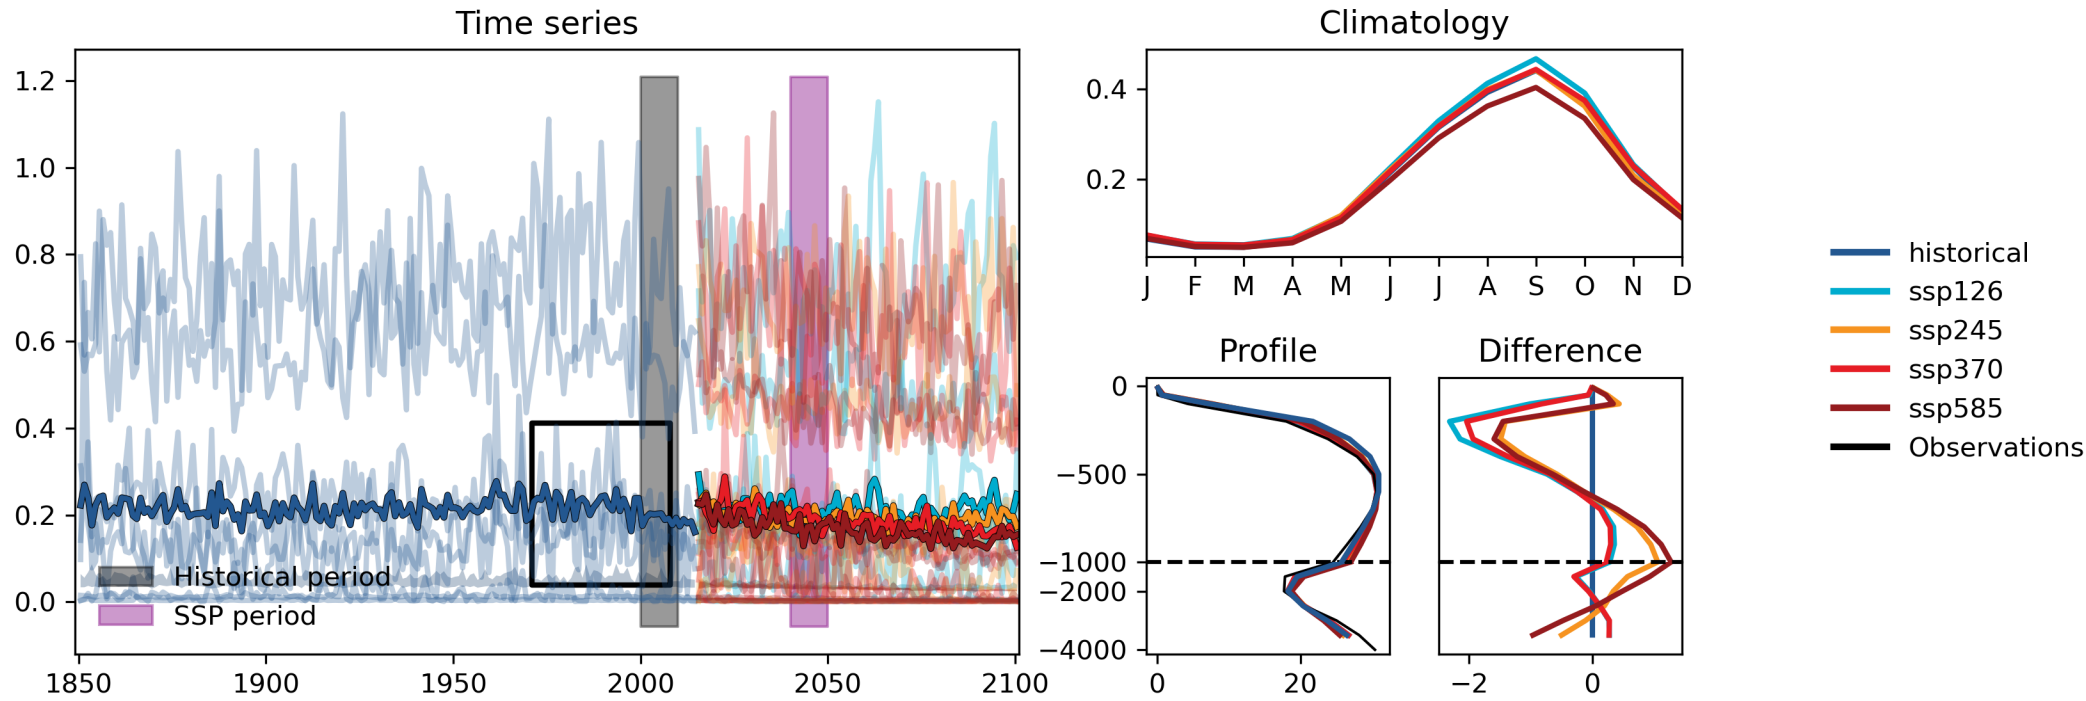 Time series
1.2
1.0
0.8
0.6
0.4
0.2
0.0
Historical period
SSP period
1850 1900 1950 2000 2050 2100
Climatology
0.4
0.2
J F M A M J J A S O N D
Profile
0
−500
−1000
−2000
−4000
0 20
Difference
−2 0
historical
ssp126
ssp245
ssp370
ssp585
Observations